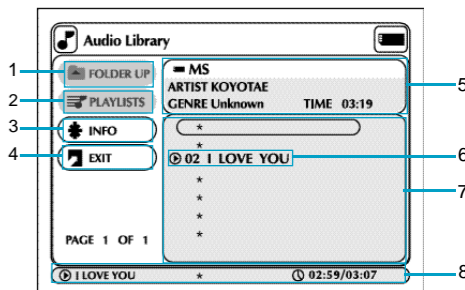 Audio Library
1
FOLDER UP
2
PLAYLISTS
3
INFO
4
EXIT
PAGE 1 OF 1
MS
ARTIST KOYOTAE
GENRE Unknown TIME 03:19
5
*
*
02 I LOVE YOU
6
*
*
*
*
7
I LOVE YOU * 02:59/03:07
8